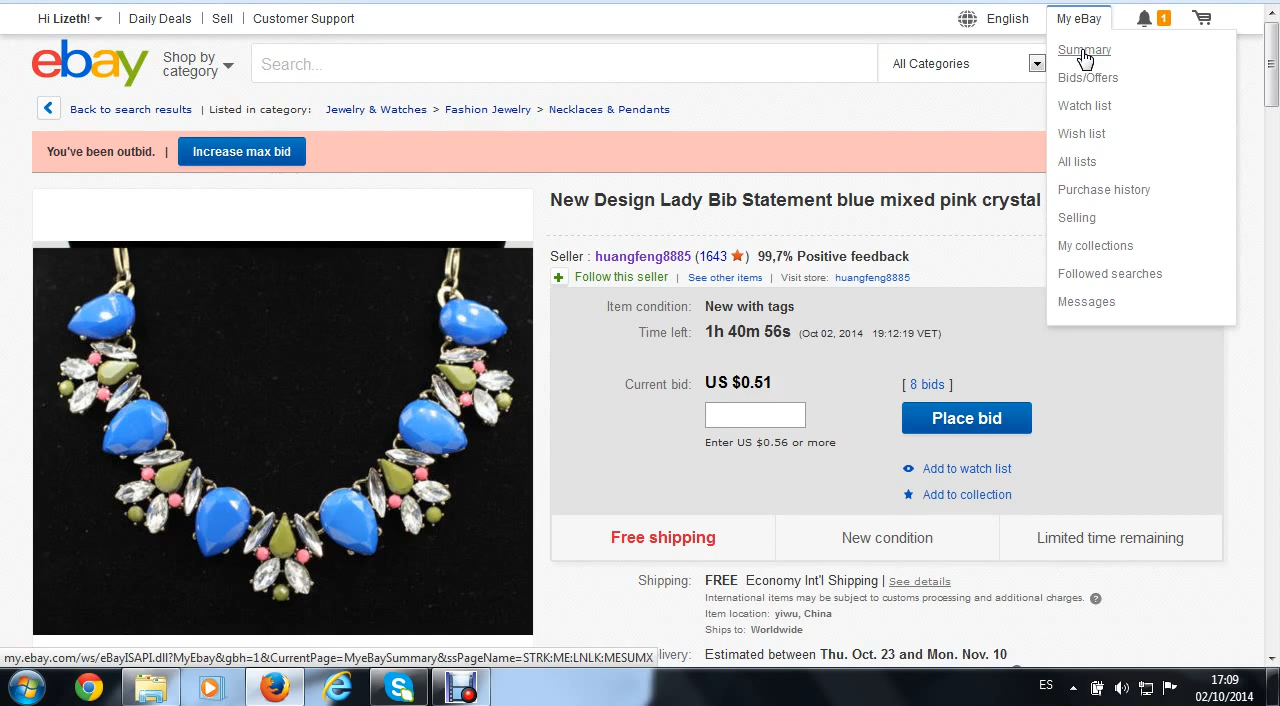 Hi Lizeth! Daily Deals | Sell | Customer Support English My eBay 1
ebay Shop by category Search... All Categories
Summary
Bids/Offers
Watch list
Wish list
All lists
Purchase history
Selling
My collections
Followed searches
Messages
Back to search results | Listed in category: Jewelry & Watches > Fashion Jewelry > Necklaces & Pendants
You've been outbid. | Increase max bid
New Design Lady Bib Statement blue mixed pink crystal
Seller : huangfeng8885 (1643 ) 99,7% Positive feedback
Follow this seller | See other items | Visit store: huangfeng8885
Item condition: New with tags
Time left: 1h 40m 56s (Oct 02, 2014 19:12:19 VET)
Current bid: US $0.51 [ 8 bids ]
Place bid
Enter US $0.56 or more
Add to watch list
Add to collection
Free shipping New condition Limited time remaining
Shipping: FREE Economy Int'l Shipping | See details
International items may be subject to customs processing and additional charges. ?
Item location: yiwu, China
Ships to: Worldwide
livery: Estimated between Thu. Oct. 23 and Mon. Nov. 10
my.ebay.com/ws/eBayISAPI.dll?MyEbay&gbh=1&CurrentPage=MyeBaySummary&ssPageName=STRK:ME:LNLK:MESUMX
ES 17:09
02/10/2014